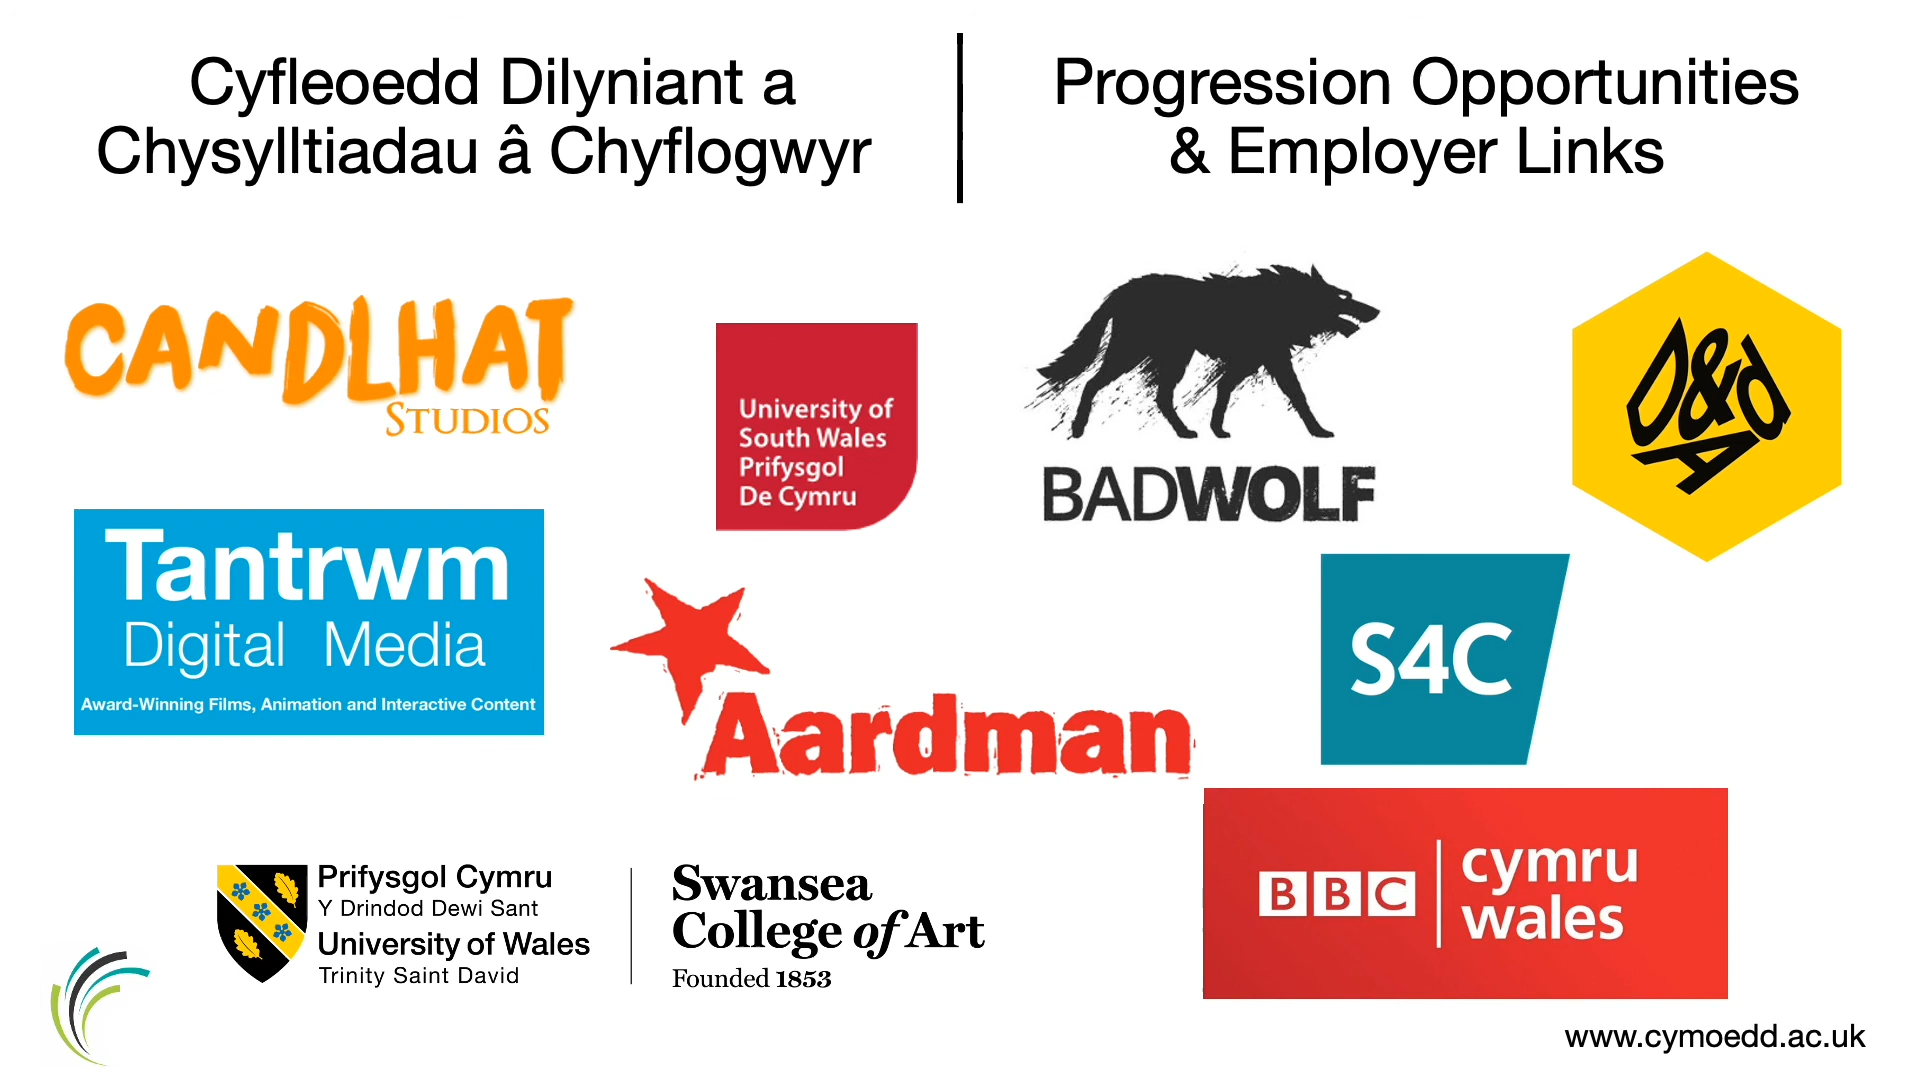 Cyfleoedd Dilyniant a
Chysylltiadau â Chyflogwyr
Progression Opportunities
& Employer Links
CANDLHAT
STUDIOS
University of
South Wales
Prifysgol
De Cymru
BADWOLF
D&AD
Tantrwm
Digital Media
Award-Winning Films, Animation and Interactive Content
Aardman
S4C
BBC
cymru
wales
Prifysgol Cymru
Y Drindod Dewi Sant
University of Wales
Trinity Saint David
Swansea
College of Art
Founded 1853
www.cymoedd.ac.uk